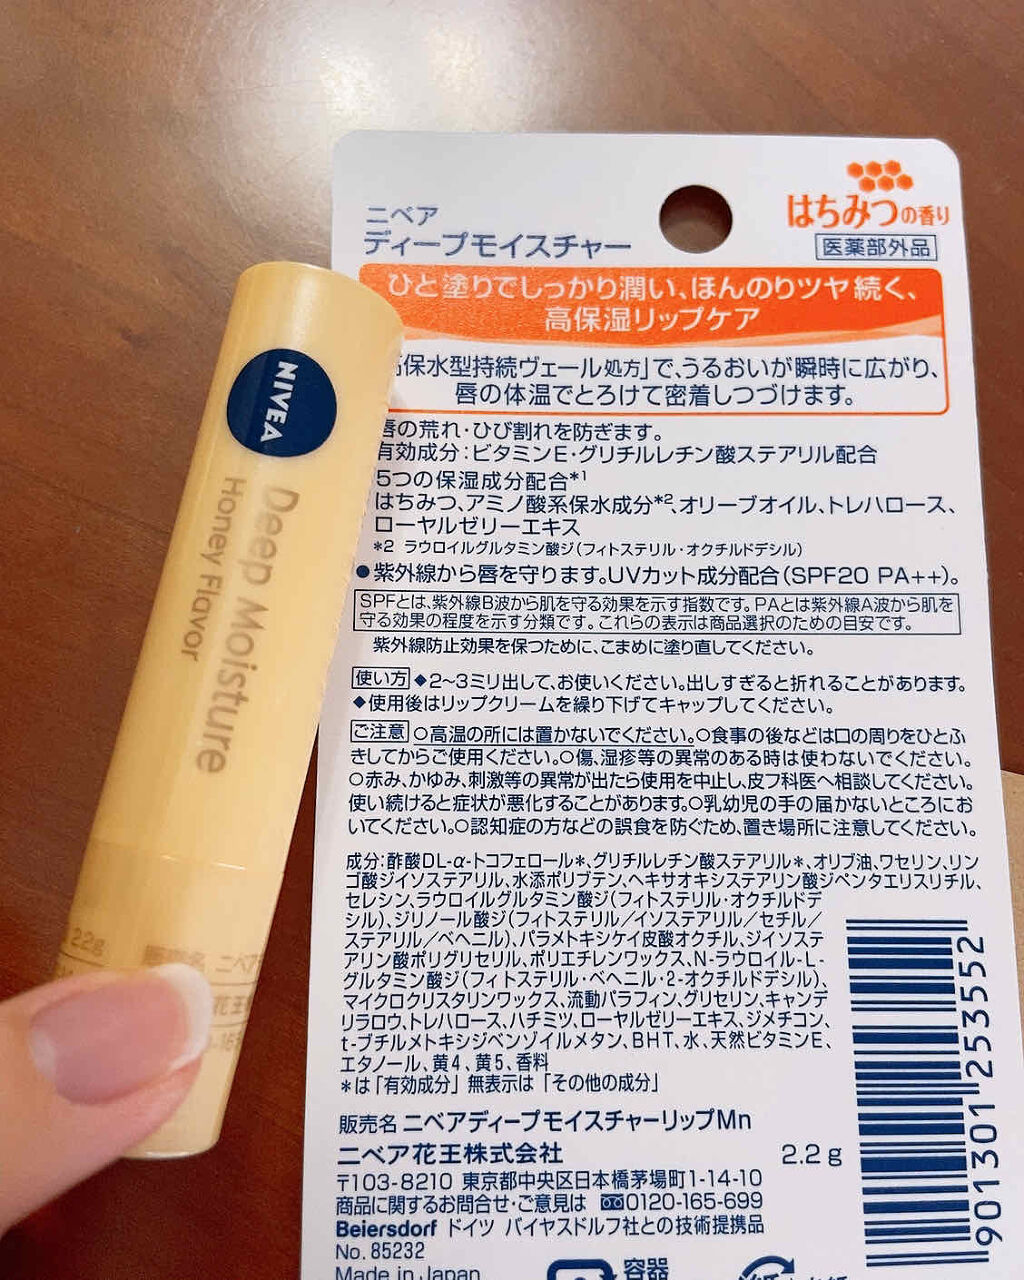 NIVEA
Deep Moisture
Honey Flavor
2.2g
ニベア
ディープモイスチャー
はちみつの香り
医薬部外品
ひと塗りでしっかり潤い、ほんのりツヤ続く、
高保湿リップケア
保水型持続ヴェール処方」で、うるおいが瞬時に広がり、
唇の体温でとろけて密着しつづけます。
唇の荒れ・ひび割れを防ぎます。
有効成分：ビタミンE・グリチルレチン酸ステアリル配合
5つの保湿成分配合*1
はちみつ、アミノ酸系保水成分*2、オリーブオイル、トレハロース、
ローヤルゼリーエキス
*2 ラウロイルグルタミン酸ジ（フィトステリル・オクチルドデシル）
●紫外線から唇を守ります。UVカット成分配合（SPF20 PA++）。
SPFとは、紫外線B波から肌を守る効果を示す指数です。PAとは紫外線A波から肌を
守る効果の程度を示す分類です。これらの表示は商品選択のための目安です。
紫外線防止効果を保つために、こまめに塗り直してください。
使い方 ◆2〜3ミリ出して、お使いください。出しすぎると折れることがあります。
◆使用後はリップクリームを繰り下げてキャップしてください。
ご注意 ○高温の所には置かないでください。○食事の後などは口の周りをひとふ
きしてからご使用ください。○傷、湿疹等の異常のある時は使わないでください。
○赤み、かゆみ、刺激等の異常が出たら使用を中止し、皮フ科医へ相談してください。
使い続けると症状が悪化することがあります。○乳幼児の手の届かないところにお
いてください。○認知症の方などの誤食を防ぐため、置き場所に注意してください。
成分：酢酸DL-α-トコフェロール＊、グリチルレチン酸ステアリル＊、オリブ油、ワセリン、リン
ゴ酸ジイソステアリル、水添ポリブテン、ヘキサオキシステアリン酸ジペンタエリスリチル、
セレシン、ラウロイルグルタミン酸ジ（フィトステリル・オクチルドデ
シル）、ジリノール酸ジ（フィトステリル／イソステアリル／セチル／
ステアリル／ベヘニル）、パラメトキシケイ皮酸オクチル、ジイソステ
アリン酸ポリグリセリル、ポリエチレンワックス、N-ラウロイル-L-
グルタミン酸ジ（フィトステリル・ベヘニル・2-オクチルドデシル）、
マイクロクリスタリンワックス、流動パラフィン、グリセリン、キャンデ
リラロウ、トレハロース、ハチミツ、ローヤルゼリーエキス、ジメチコン、
t-ブチルメトキシジベンゾイルメタン、BHT、水、天然ビタミンE、
エタノール、黄4、黄5、香料
＊は「有効成分」無表示は「その他の成分」
販売名 ニベアディープモイスチャーリップMn
ニベア花王株式会社 2.2g
〒103-8210 東京都中央区日本橋茅場町1-14-10
商品に関するお問合せ・ご意見は 0120-165-699
Beiersdorf ドイツ バイヤスドルフ社との技術提携品
No. 85232
Made in Japan
容器
4901301253552